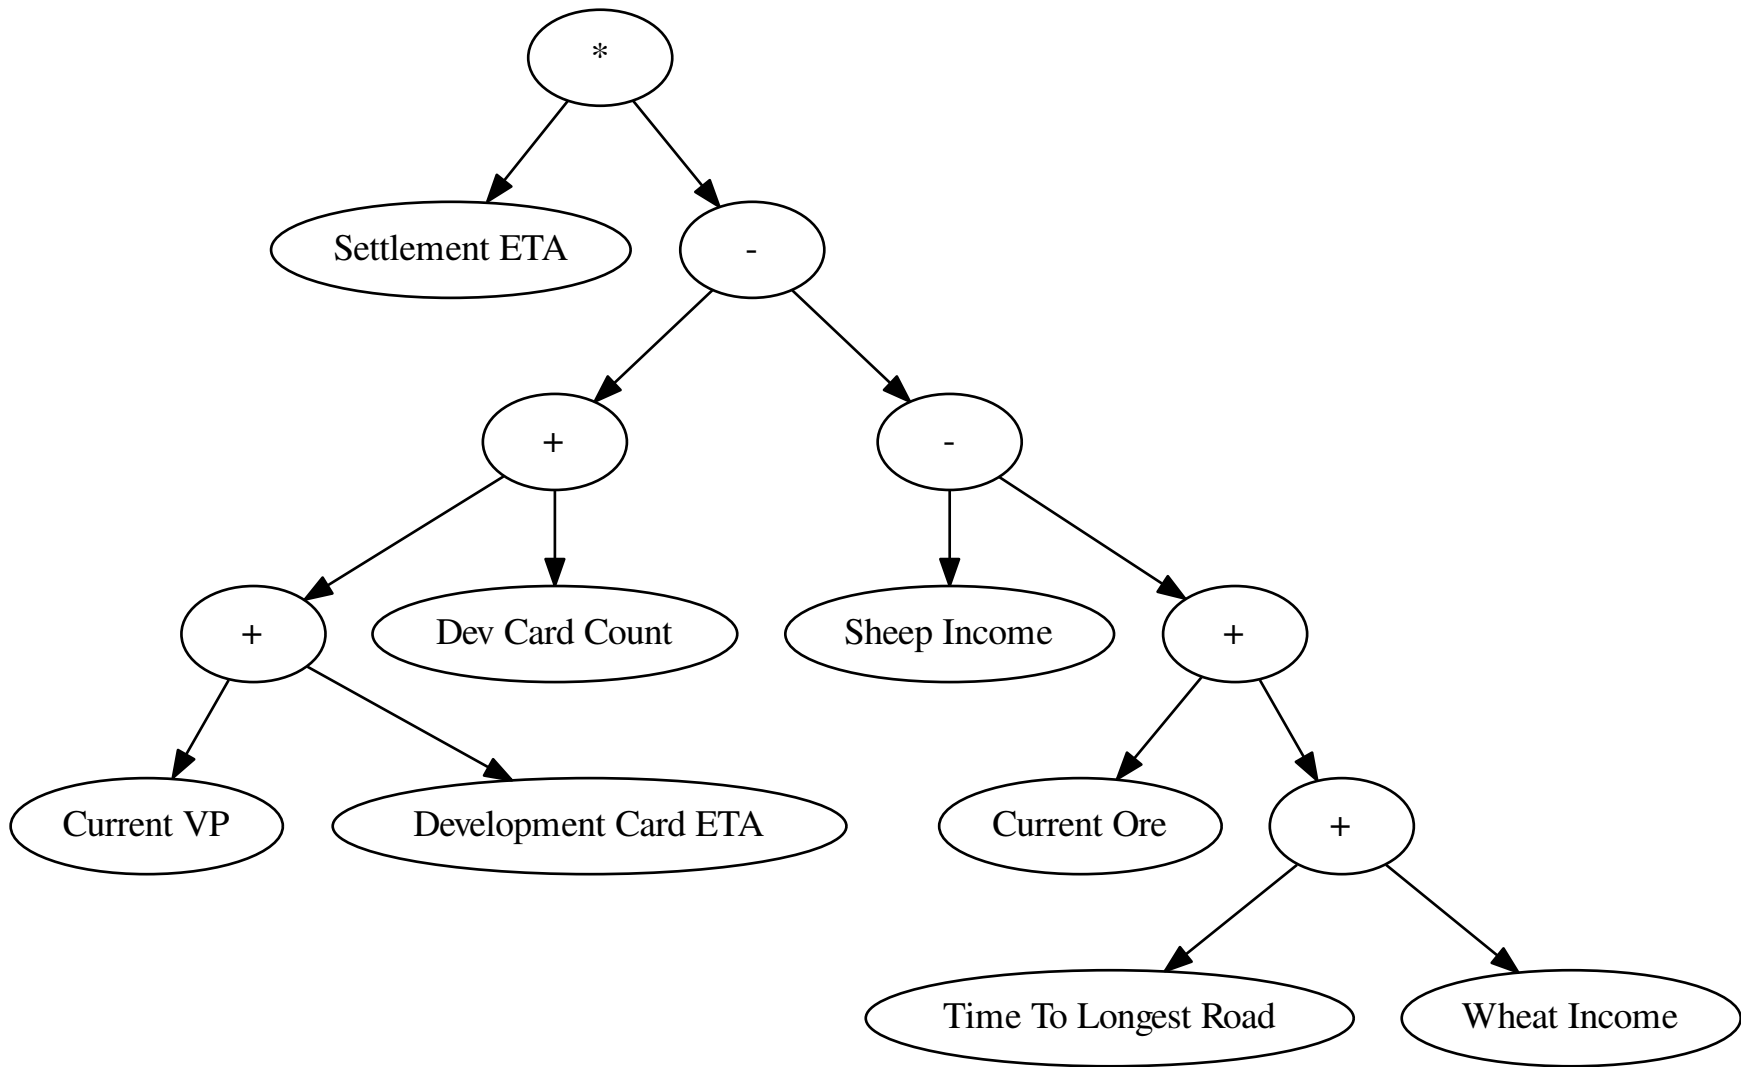 *
Settlement ETA
-
+
-
+
Dev Card Count
Sheep Income
+
Current VP
Development Card ETA
Current Ore
+
Time To Longest Road
Wheat Income